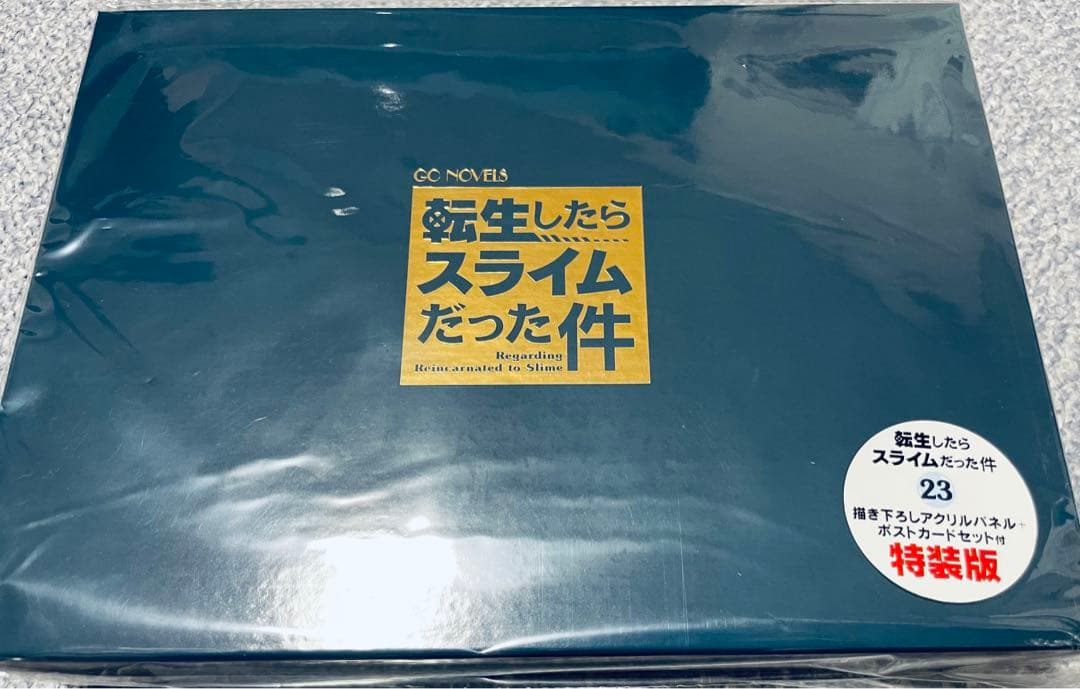 GC NOVELS
転生したら
スライム
だった件
Regarding
Reincarnated to Slime
転生したら
スライムだった件
23
描き下ろしアクリルパネル+
ポストカードセット付
特装版